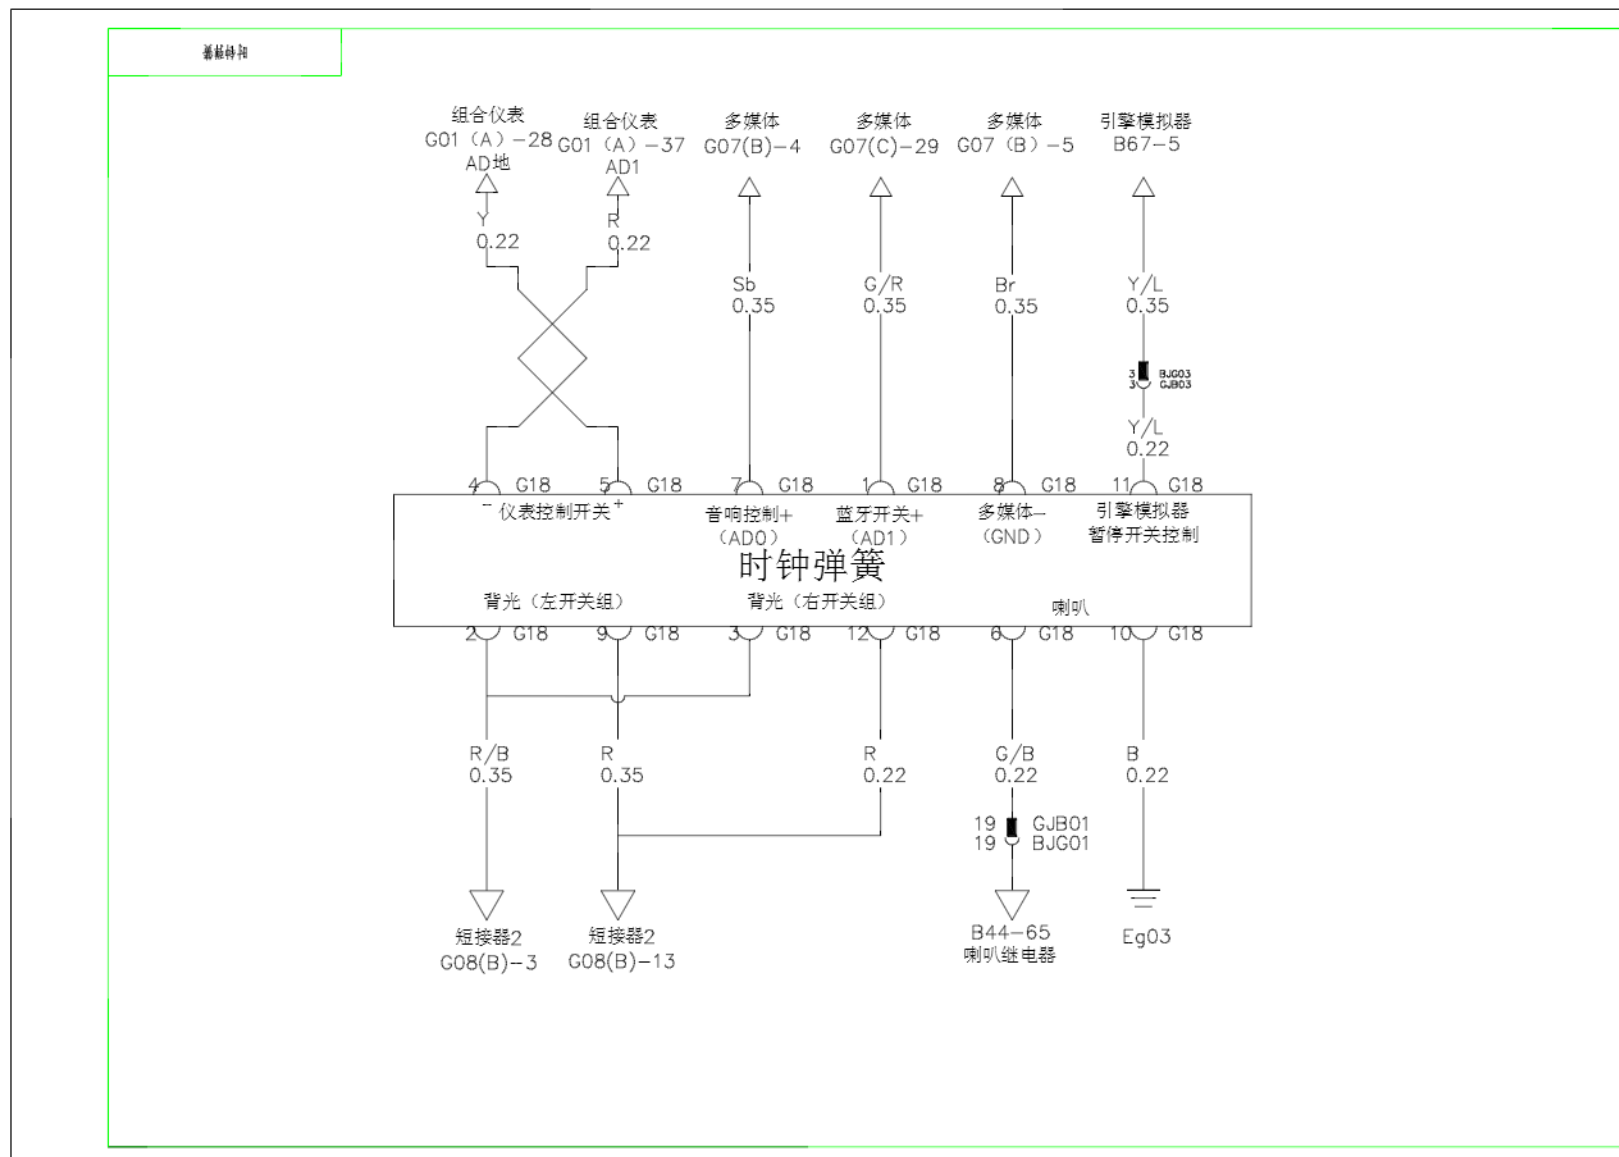 组合仪表
G01（A）-28
AD地
组合仪表
G01（A）-37
AD1
多媒体
G07(B)-4
多媒体
G07(C)-29
多媒体
G07（B）-5
引擎模拟器
B67-5
Y
0.22
R
0.22
Sb
0.35
G/R
0.35
Br
0.35
Y/L
0.35
3 BJG03
3 GJB03
Y/L
0.22
4 G18
5 G18
7 G18
1 G18
8 G18
11 G18
- 仪表控制开关 +
音响控制+
（AD0）
蓝牙开关+
（AD1）
多媒体-
（GND）
引擎模拟器
暂停开关控制
时钟弹簧
背光（左开关组）
背光（右开关组）
喇叭
2 G18
9 G18
3 G18
12 G18
6 G18
10 G18
R/B
0.35
R
0.35
R
0.22
G/B
0.22
B
0.22
19 GJB01
19 BJG01
短接器2
G08(B)-3
短接器2
G08(B)-13
B44-65
喇叭继电器
Eg03